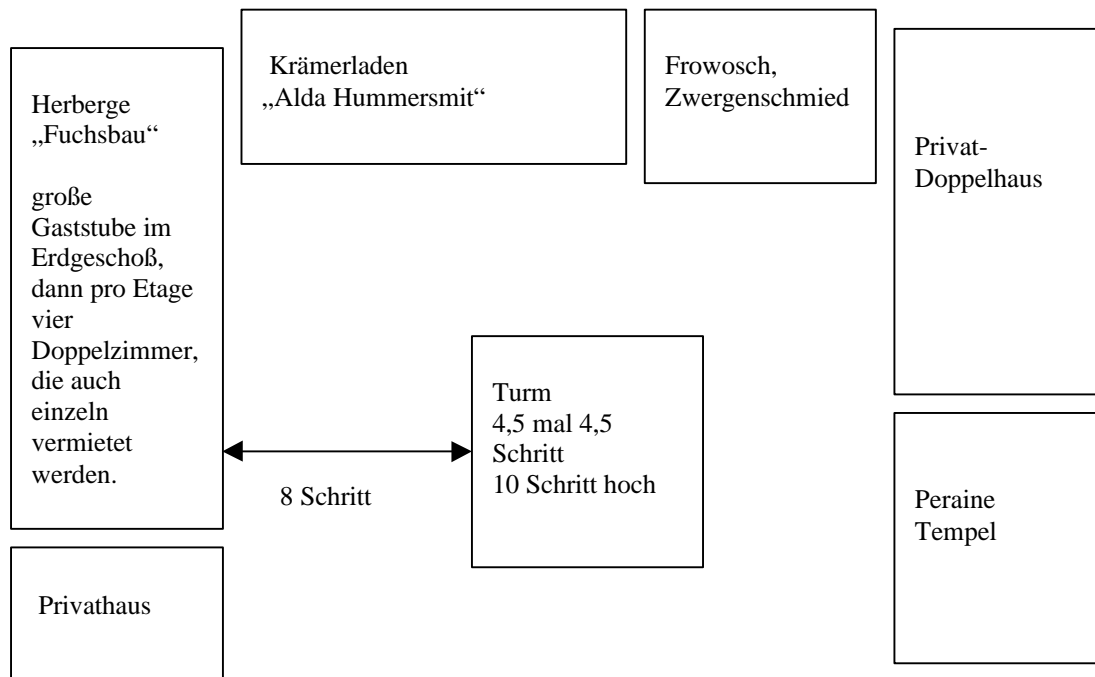 Herberge
„Fuchsbau“
große
Gaststube im
Erdgeschoß,
dann pro Etage
vier
Doppelzimmer,
die auch
einzeln
vermietet
werden.
Krämerladen
„Alda Hummersmit“
Frowosch,
Zwergenschmied
Privat-
Doppelhaus
Turm
4,5 mal 4,5
Schritt
10 Schritt hoch
8 Schritt
Peraine
Tempel
Privathaus